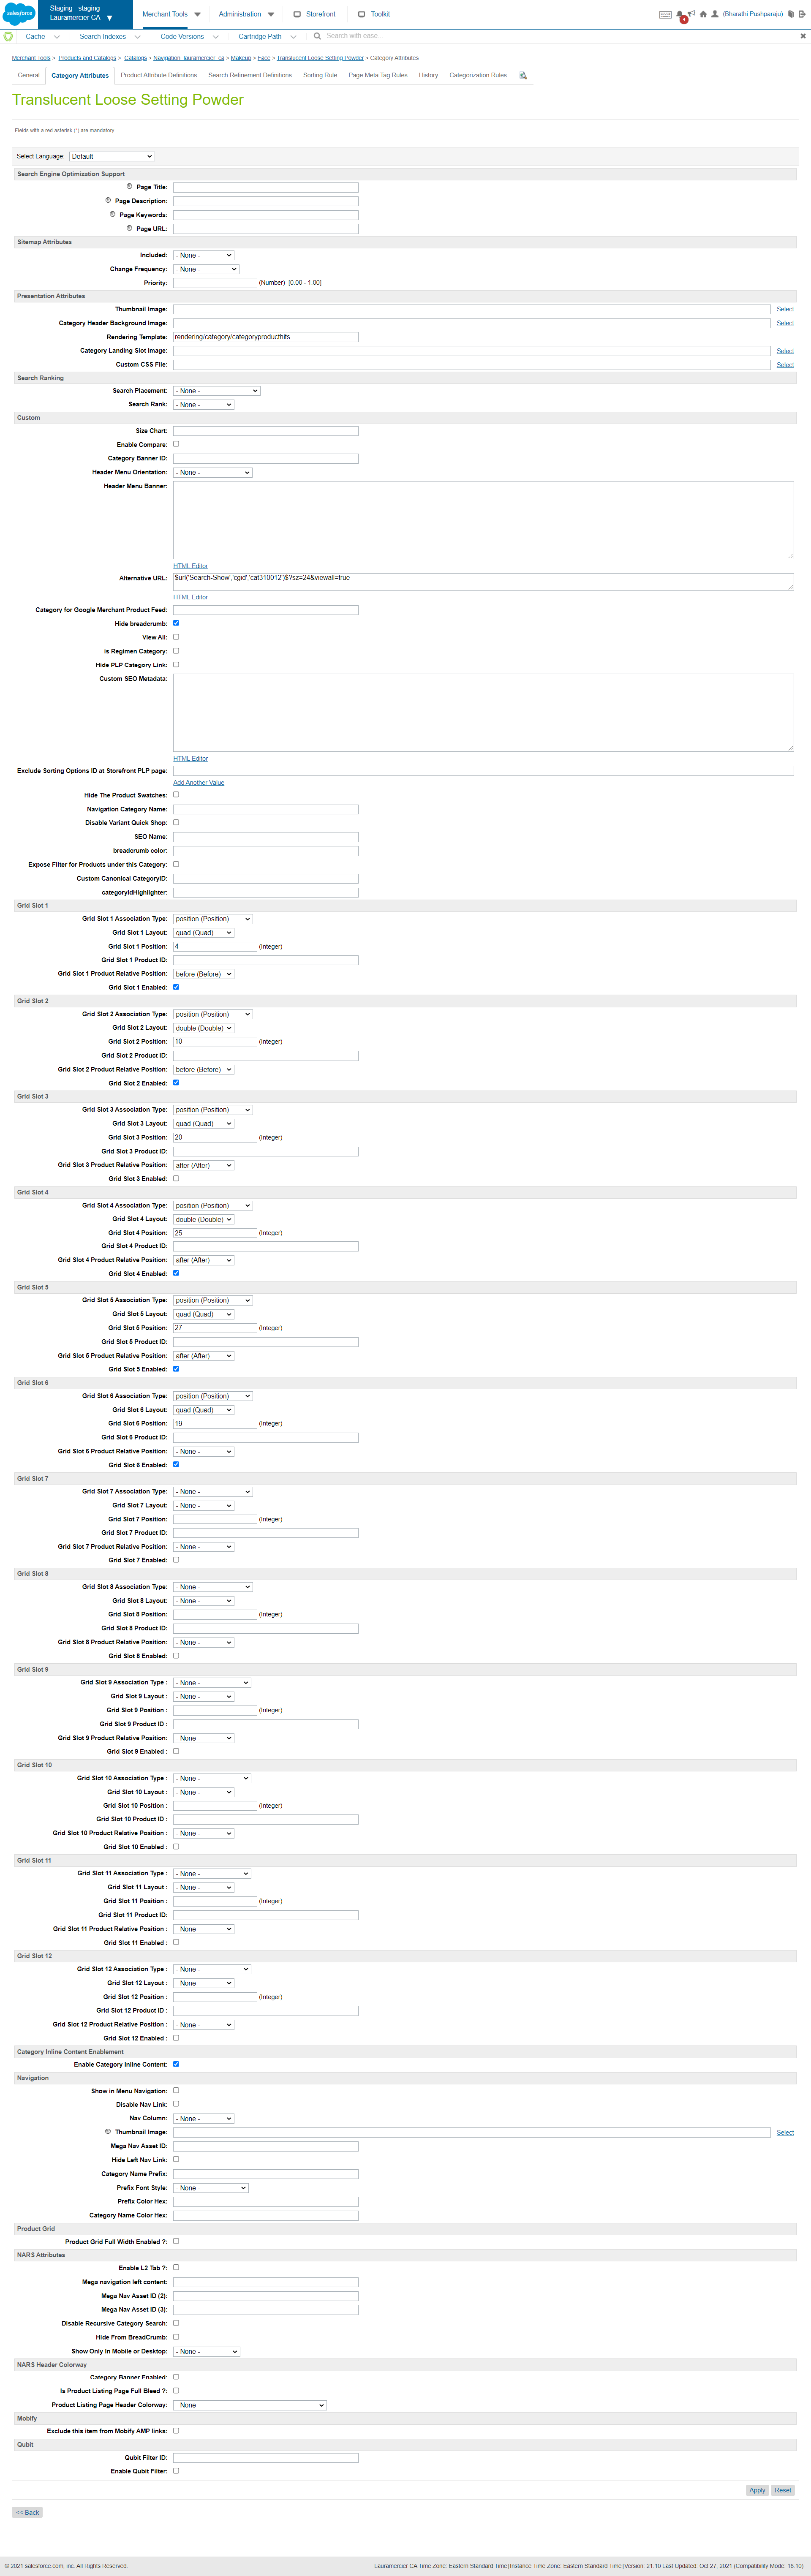 salesforce
Staging - staging
Lauramercier CA
Merchant Tools
Administration
Storefront
Toolkit
4
(Bharathi Pushparaju)
Cache
Search Indexes
Code Versions
Cartridge Path
Search with ease..
Merchant Tools > Products and Catalogs > Catalogs > Navigation_lauramercier_ca > Makeup > Face > Translucent Loose Setting Powder > Category Attributes
General
Category Attributes
Product Attribute Definitions
Search Refinement Definitions
Sorting Rule
Page Meta Tag Rules
History
Categorization Rules
Translucent Loose Setting Powder
Fields with a red asterisk (*) are mandatory.
Select Language: Default
Search Engine Optimization Support
Page Title:
Page Description:
Page Keywords:
Page URL:
Sitemap Attributes
Included: - None -
Change Frequency: - None -
Priority: (Number) [0.00 - 1.00]
Presentation Attributes
Thumbnail Image: Select
Category Header Background Image: Select
Rendering Template: rendering/category/categoryproducthits
Category Landing Slot Image: Select
Custom CSS File: Select
Search Ranking
Search Placement: - None -
Search Rank: - None -
Custom
Size Chart:
Enable Compare:
Category Banner ID:
Header Menu Orientation: - None -
Header Menu Banner:
HTML Editor
Alternative URL: $url('Search-Show','cgid','cat310012')$?sz=24&viewall=true
HTML Editor
Category for Google Merchant Product Feed:
Hide breadcrumb:
View All:
is Regimen Category:
Hide PLP Category Link:
Custom SEO Metadata:
HTML Editor
Exclude Sorting Options ID at Storefront PLP page:
Add Another Value
Hide The Product Swatches:
Navigation Category Name:
Disable Variant Quick Shop:
SEO Name:
breadcrumb color:
Expose Filter for Products under this Category:
Custom Canonical CategoryID:
categoryIdHighlighter:
Grid Slot 1
Grid Slot 1 Association Type: position (Position)
Grid Slot 1 Layout: quad (Quad)
Grid Slot 1 Position: 4 (Integer)
Grid Slot 1 Product ID:
Grid Slot 1 Product Relative Position: before (Before)
Grid Slot 1 Enabled:
Grid Slot 2
Grid Slot 2 Association Type: position (Position)
Grid Slot 2 Layout: double (Double)
Grid Slot 2 Position: 10 (Integer)
Grid Slot 2 Product ID:
Grid Slot 2 Product Relative Position: before (Before)
Grid Slot 2 Enabled:
Grid Slot 3
Grid Slot 3 Association Type: position (Position)
Grid Slot 3 Layout: quad (Quad)
Grid Slot 3 Position: 20 (Integer)
Grid Slot 3 Product ID:
Grid Slot 3 Product Relative Position: after (After)
Grid Slot 3 Enabled:
Grid Slot 4
Grid Slot 4 Association Type: position (Position)
Grid Slot 4 Layout: double (Double)
Grid Slot 4 Position: 25 (Integer)
Grid Slot 4 Product ID:
Grid Slot 4 Product Relative Position: after (After)
Grid Slot 4 Enabled:
Grid Slot 5
Grid Slot 5 Association Type: position (Position)
Grid Slot 5 Layout: quad (Quad)
Grid Slot 5 Position: 27 (Integer)
Grid Slot 5 Product ID:
Grid Slot 5 Product Relative Position: after (After)
Grid Slot 5 Enabled:
Grid Slot 6
Grid Slot 6 Association Type: position (Position)
Grid Slot 6 Layout: quad (Quad)
Grid Slot 6 Position: 19 (Integer)
Grid Slot 6 Product ID:
Grid Slot 6 Product Relative Position: - None -
Grid Slot 6 Enabled:
Grid Slot 7
Grid Slot 7 Association Type: - None -
Grid Slot 7 Layout: - None -
Grid Slot 7 Position: (Integer)
Grid Slot 7 Product ID:
Grid Slot 7 Product Relative Position: - None -
Grid Slot 7 Enabled:
Grid Slot 8
Grid Slot 8 Association Type: - None -
Grid Slot 8 Layout: - None -
Grid Slot 8 Position: (Integer)
Grid Slot 8 Product ID:
Grid Slot 8 Product Relative Position: - None -
Grid Slot 8 Enabled:
Grid Slot 9
Grid Slot 9 Association Type : - None -
Grid Slot 9 Layout : - None -
Grid Slot 9 Position : (Integer)
Grid Slot 9 Product ID :
Grid Slot 9 Product Relative Position: - None -
Grid Slot 9 Enabled :
Grid Slot 10
Grid Slot 10 Association Type : - None -
Grid Slot 10 Layout : - None -
Grid Slot 10 Position : (Integer)
Grid Slot 10 Product ID :
Grid Slot 10 Product Relative Position : - None -
Grid Slot 10 Enabled :
Grid Slot 11
Grid Slot 11 Association Type : - None -
Grid Slot 11 Layout : - None -
Grid Slot 11 Position : (Integer)
Grid Slot 11 Product ID:
Grid Slot 11 Product Relative Position : - None -
Grid Slot 11 Enabled :
Grid Slot 12
Grid Slot 12 Association Type : - None -
Grid Slot 12 Layout : - None -
Grid Slot 12 Position : (Integer)
Grid Slot 12 Product ID :
Grid Slot 12 Product Relative Position : - None -
Grid Slot 12 Enabled :
Category Inline Content Enablement
Enable Category Inline Content:
Navigation
Show in Menu Navigation:
Disable Nav Link:
Nav Column: - None -
Thumbnail Image: Select
Mega Nav Asset ID:
Hide Left Nav Link:
Category Name Prefix:
Prefix Font Style: - None -
Prefix Color Hex:
Category Name Color Hex:
Product Grid
Product Grid Full Width Enabled ?:
NARS Attributes
Enable L2 Tab ?:
Mega navigation left content:
Mega Nav Asset ID (2):
Mega Nav Asset ID (3):
Disable Recursive Category Search:
Hide From BreadCrumb:
Show Only In Mobile or Desktop: - None -
NARS Header Colorway
Category Banner Enabled:
Is Product Listing Page Full Bleed ?:
Product Listing Page Header Colorway: - None -
Mobify
Exclude this item from Mobify AMP links:
Qubit
Qubit Filter ID:
Enable Qubit Filter:
Apply Reset
<< Back
© 2021 salesforce.com, inc. All Rights Reserved.
Lauramercier CA Time Zone: Eastern Standard Time | Instance Time Zone: Eastern Standard Time | Version: 21.10 Last Updated: Oct 27, 2021 (Compatibility Mode: 18.10)